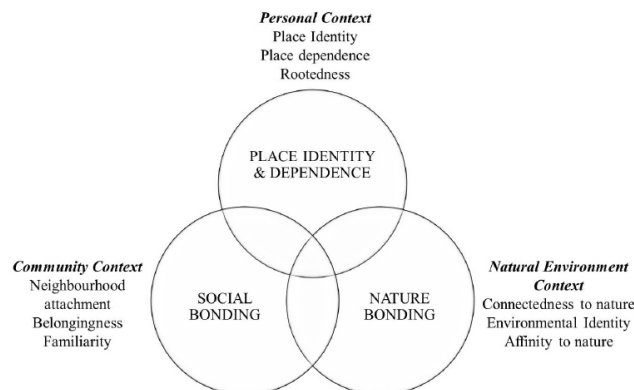 Personal Context
Place Identity
Place dependence
Rootedness
PLACE IDENTITY
& DEPENDENCE
Community Context
Neighbourhood
attachment
Belongingness
Familiarity
SOCIAL
BONDING
NATURE
BONDING
Natural Environment
Context
Connectedness to nature
Environmental Identity
Affinity to nature